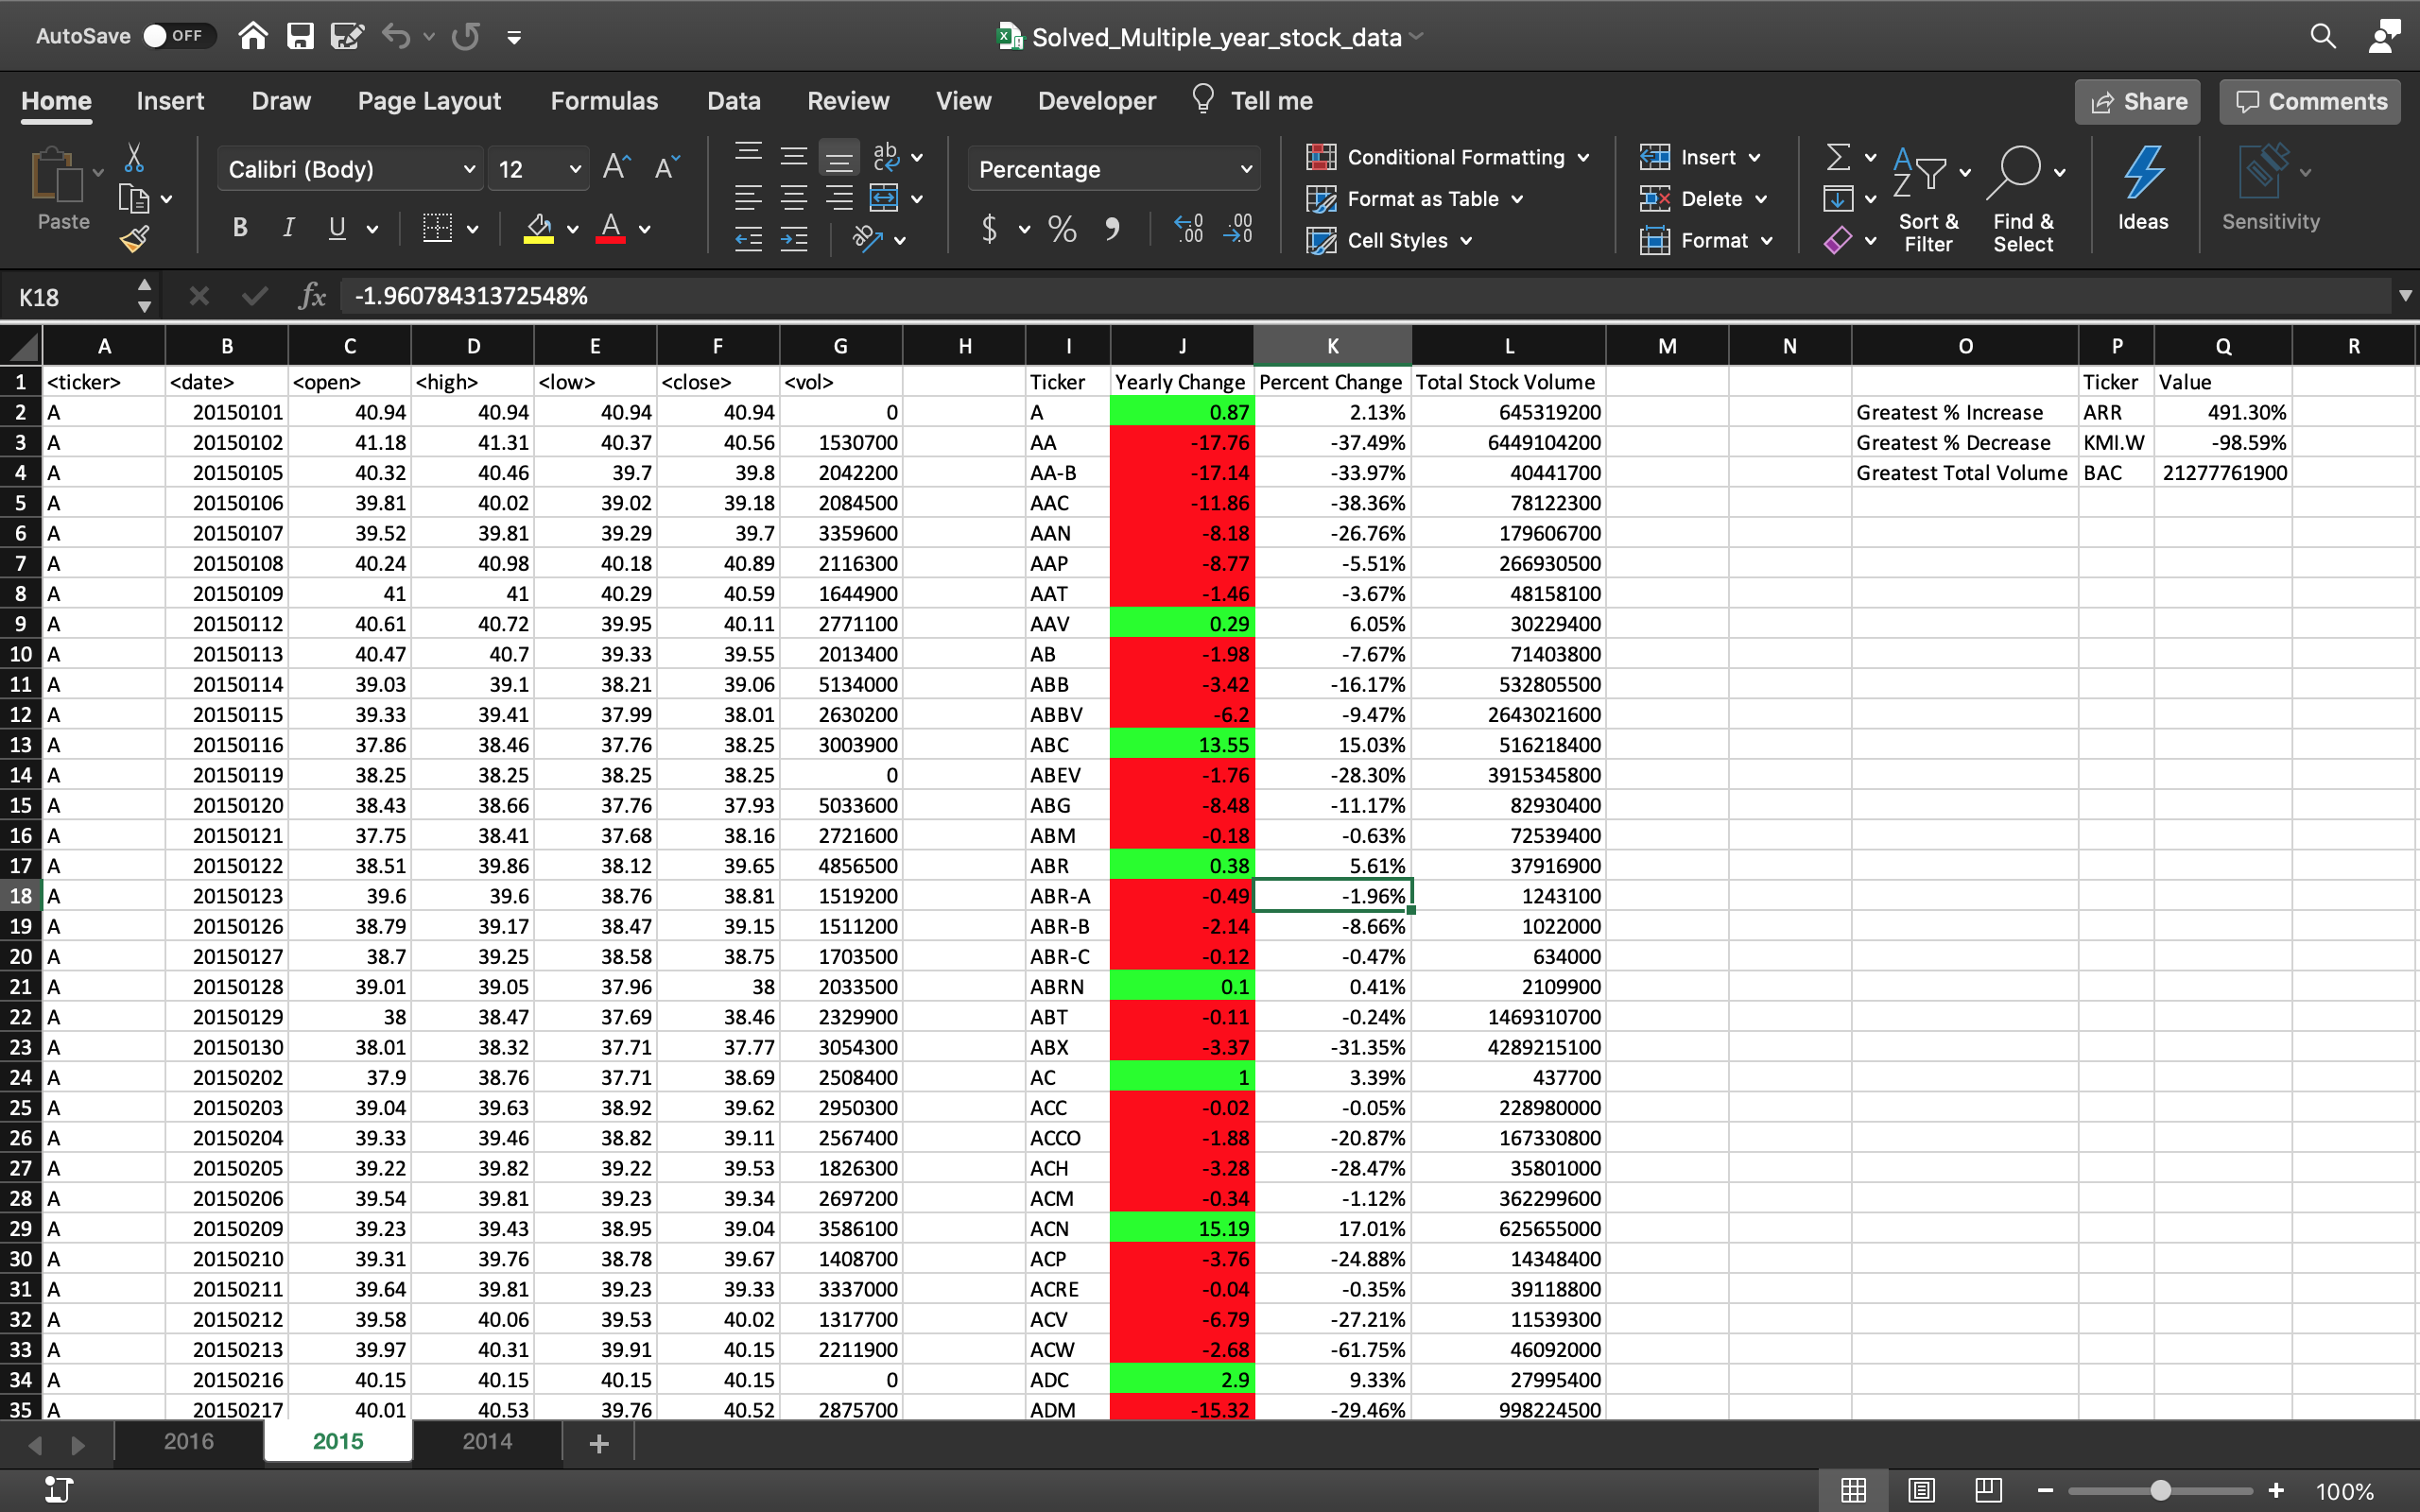 AutoSave OFF Solved_Multiple_year_stock_data
Home Insert Draw Page Layout Formulas Data Review View Developer Tell me Share Comments
Paste Calibri (Body) 12 Percentage Conditional Formatting Insert
Format as Table Delete Sort & Filter Find & Select Ideas Sensitivity
B I U A $ % Cell Styles Format
K18 fx -1.96078431372548%
A B C D E F G H I J K L M N O P Q R
1 <ticker> <date> <open> <high> <low> <close> <vol> Ticker Yearly Change Percent Change Total Stock Volume Ticker Value
2 A 20150101 40.94 40.94 40.94 40.94 0 A 0.87 2.13% 645319200 Greatest % Increase ARR 491.30%
3 A 20150102 41.18 41.31 40.37 40.56 1530700 AA -17.76 -37.49% 6449104200 Greatest % Decrease KMI.W -98.59%
4 A 20150105 40.32 40.46 39.7 39.8 2042200 AA-B -17.14 -33.97% 40441700 Greatest Total Volume BAC 21277761900
5 A 20150106 39.81 40.02 39.02 39.18 2084500 AAC -11.86 -38.36% 78122300
6 A 20150107 39.52 39.81 39.29 39.7 3359600 AAN -8.18 -26.76% 179606700
7 A 20150108 40.24 40.98 40.18 40.89 2116300 AAP -8.77 -5.51% 266930500
8 A 20150109 41 41 40.29 40.59 1644900 AAT -1.46 -3.67% 48158100
9 A 20150112 40.61 40.72 39.95 40.11 2771100 AAV 0.29 6.05% 30229400
10 A 20150113 40.47 40.7 39.33 39.55 2013400 AB -1.98 -7.67% 71403800
11 A 20150114 39.03 39.1 38.21 39.06 5134000 ABB -3.42 -16.17% 532805500
12 A 20150115 39.33 39.41 37.99 38.01 2630200 ABBV -6.2 -9.47% 2643021600
13 A 20150116 37.86 38.46 37.76 38.25 3003900 ABC 13.55 15.03% 516218400
14 A 20150119 38.25 38.25 38.25 38.25 0 ABEV -1.76 -28.30% 3915345800
15 A 20150120 38.43 38.66 37.76 37.93 5033600 ABG -8.48 -11.17% 82930400
16 A 20150121 37.75 38.41 37.68 38.16 2721600 ABM -0.18 -0.63% 72539400
17 A 20150122 38.51 39.86 38.12 39.65 4856500 ABR 0.38 5.61% 37916900
18 A 20150123 39.6 39.6 38.76 38.81 1519200 ABR-A -0.49 -1.96% 1243100
19 A 20150126 38.79 39.17 38.47 39.15 1511200 ABR-B -2.14 -8.66% 1022000
20 A 20150127 38.7 39.25 38.58 38.75 1703500 ABR-C -0.12 -0.47% 634000
21 A 20150128 39.01 39.05 37.96 38 2033500 ABRN 0.1 0.41% 2109900
22 A 20150129 38 38.47 37.69 38.46 2329900 ABT -0.11 -0.24% 1469310700
23 A 20150130 38.01 38.32 37.71 37.77 3054300 ABX -3.37 -31.35% 4289215100
24 A 20150202 37.9 38.76 37.71 38.69 2508400 AC 1 3.39% 437700
25 A 20150203 39.04 39.63 38.92 39.62 2950300 ACC -0.02 -0.05% 228980000
26 A 20150204 39.33 39.46 38.82 39.11 2567400 ACCO -1.88 -20.87% 167330800
27 A 20150205 39.22 39.82 39.22 39.53 1826300 ACH -3.28 -28.47% 35801000
28 A 20150206 39.54 39.81 39.23 39.34 2697200 ACM -0.34 -1.12% 362299600
29 A 20150209 39.23 39.43 38.95 39.04 3586100 ACN 15.19 17.01% 625655000
30 A 20150210 39.31 39.76 38.78 39.67 1408700 ACP -3.76 -24.88% 14348400
31 A 20150211 39.64 39.81 39.23 39.33 3337000 ACRE -0.04 -0.35% 39118800
32 A 20150212 39.58 40.06 39.53 40.02 1317700 ACV -6.79 -27.21% 11539300
33 A 20150213 39.97 40.31 39.91 40.15 2211900 ACW -2.68 -61.75% 46092000
34 A 20150216 40.15 40.15 40.15 40.15 0 ADC 2.9 9.33% 27995400
35 A 20150217 40.01 40.53 39.76 40.52 2875700 ADM -15.32 -29.46% 998224500
2016 2015 2014
100%